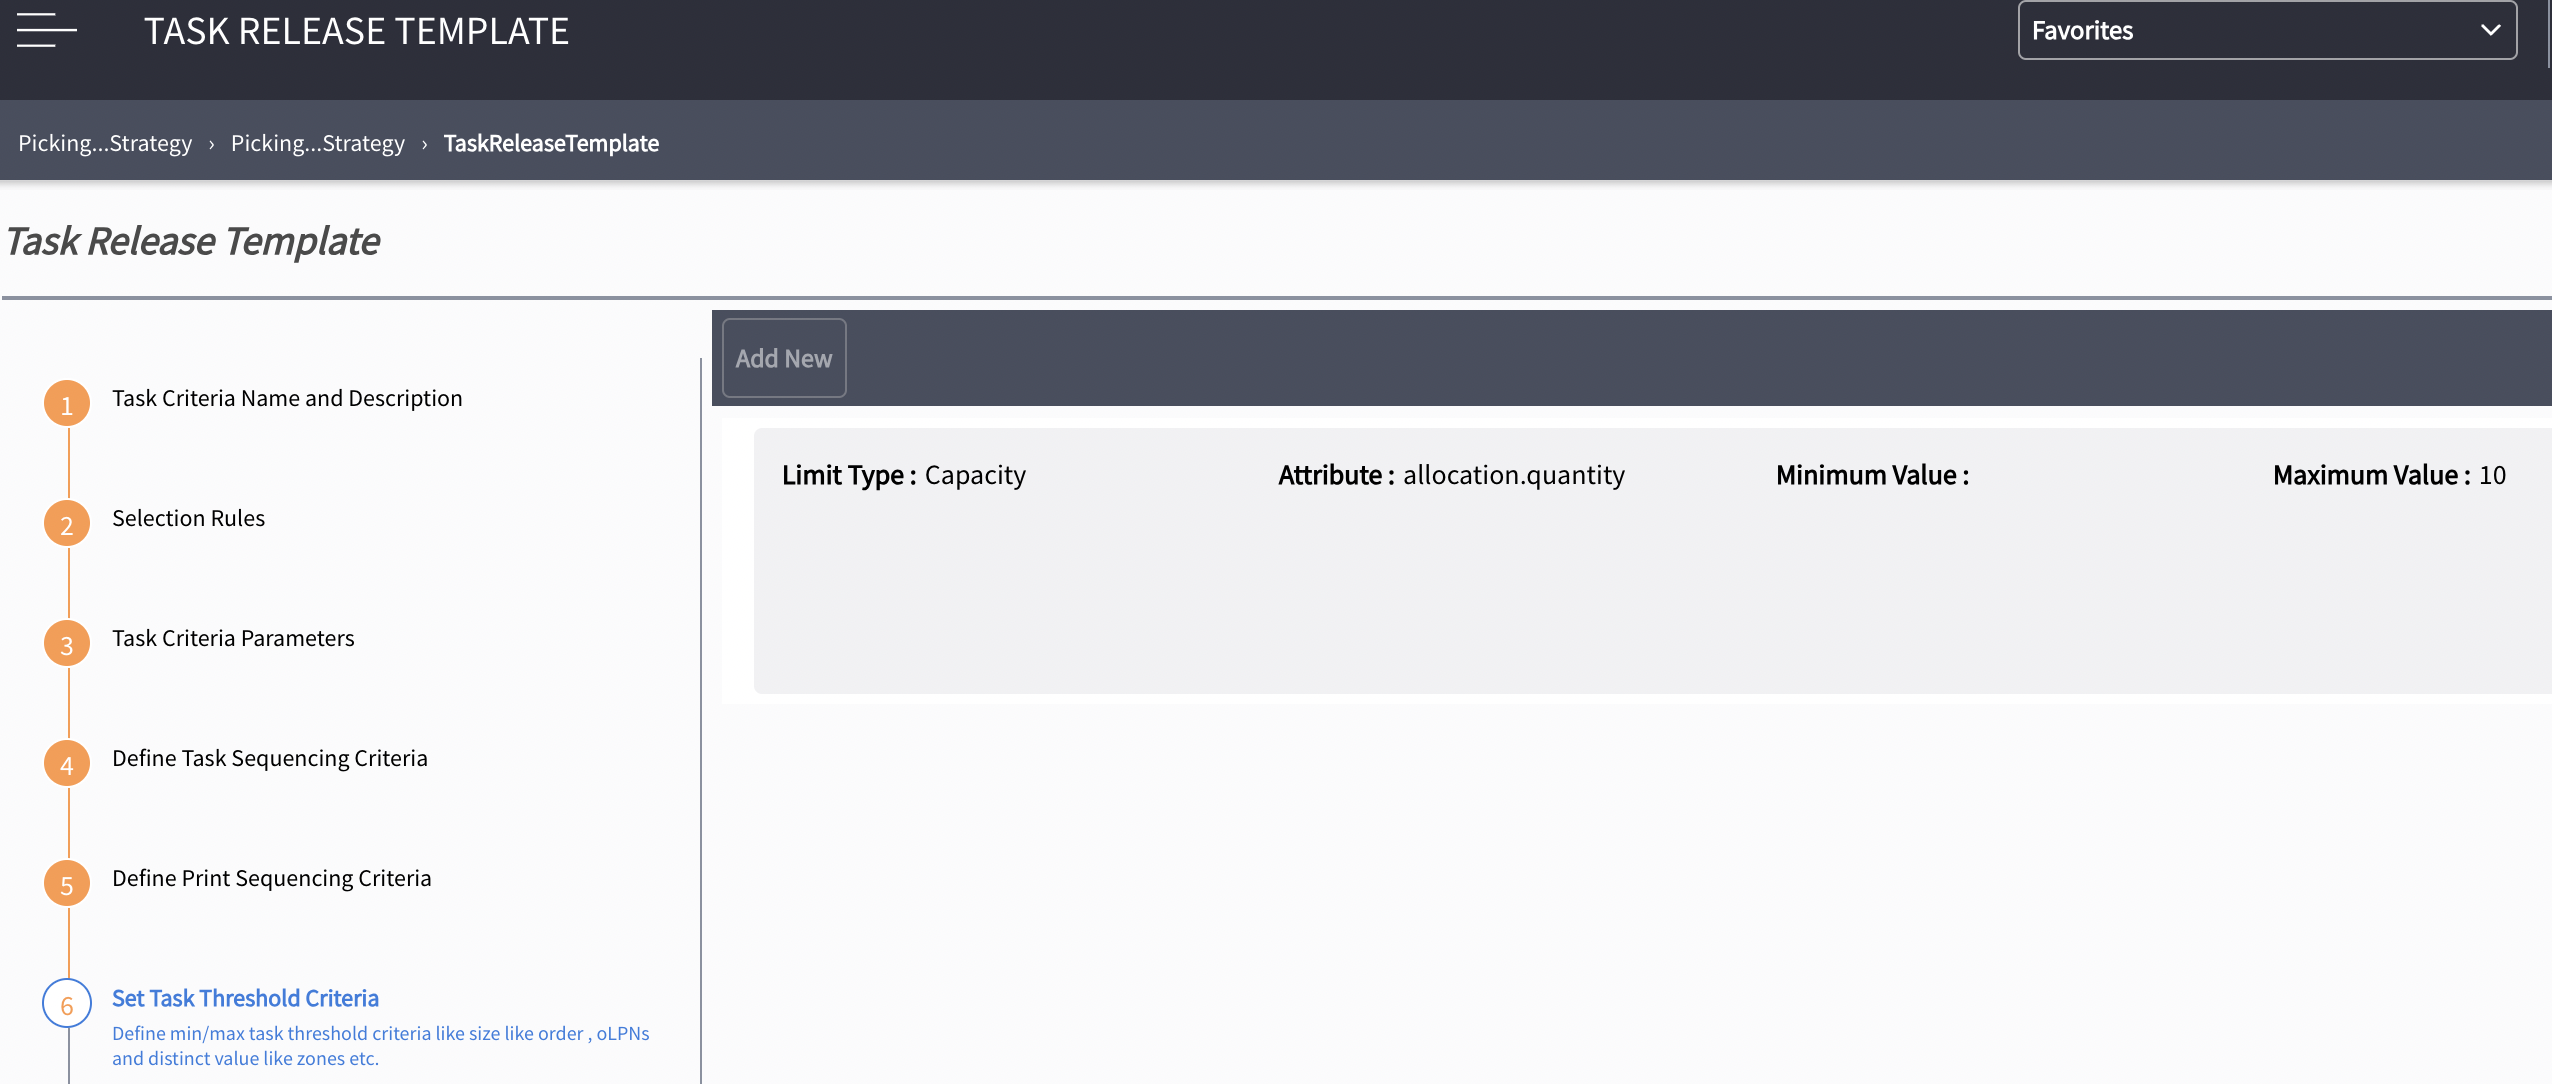 TASK RELEASE TEMPLATE
Favorites
Picking...Strategy › Picking...Strategy › TaskReleaseTemplate
Task Release Template
Add New
1 Task Criteria Name and Description
Limit Type : Capacity Attribute : allocation.quantity Minimum Value : Maximum Value : 10
2 Selection Rules
3 Task Criteria Parameters
4 Define Task Sequencing Criteria
5 Define Print Sequencing Criteria
6 Set Task Threshold Criteria
Define min/max task threshold criteria like size like order , oLPNs
and distinct value like zones etc.